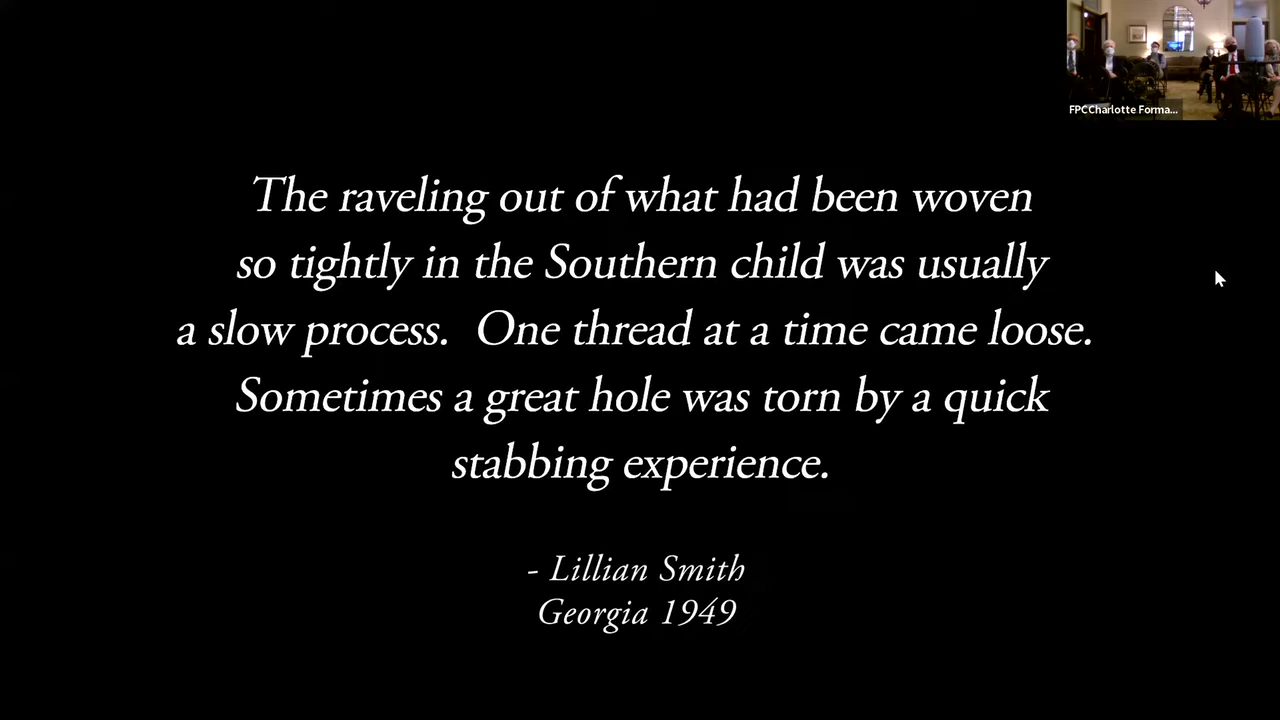 FPCCharlotte Forma...
The raveling out of what had been woven
so tightly in the Southern child was usually
a slow process. One thread at a time came loose.
Sometimes a great hole was torn by a quick
stabbing experience.
- Lillian Smith
Georgia 1949